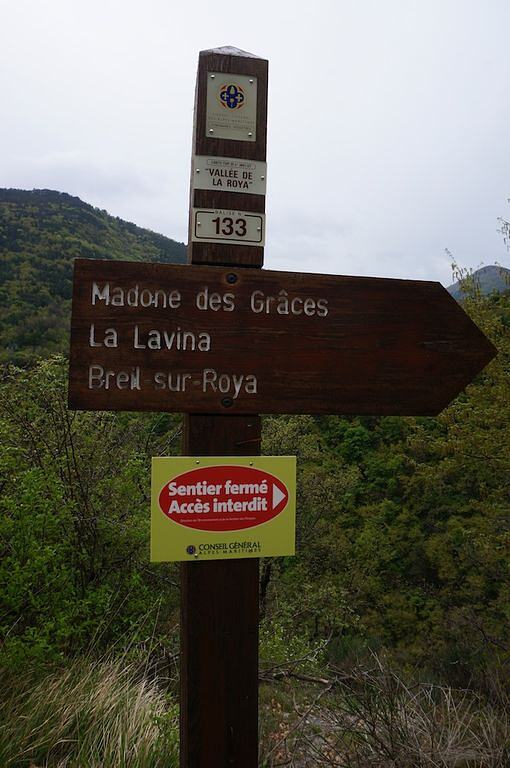 "VALLÉE DE
LA ROYA"
BALISE N°
133
Madone des Grâces
La Lavina
Breil-sur-Roya
Sentier fermé
Accès interdit
CONSEIL GÉNÉRAL
ALPES-MARITIMES